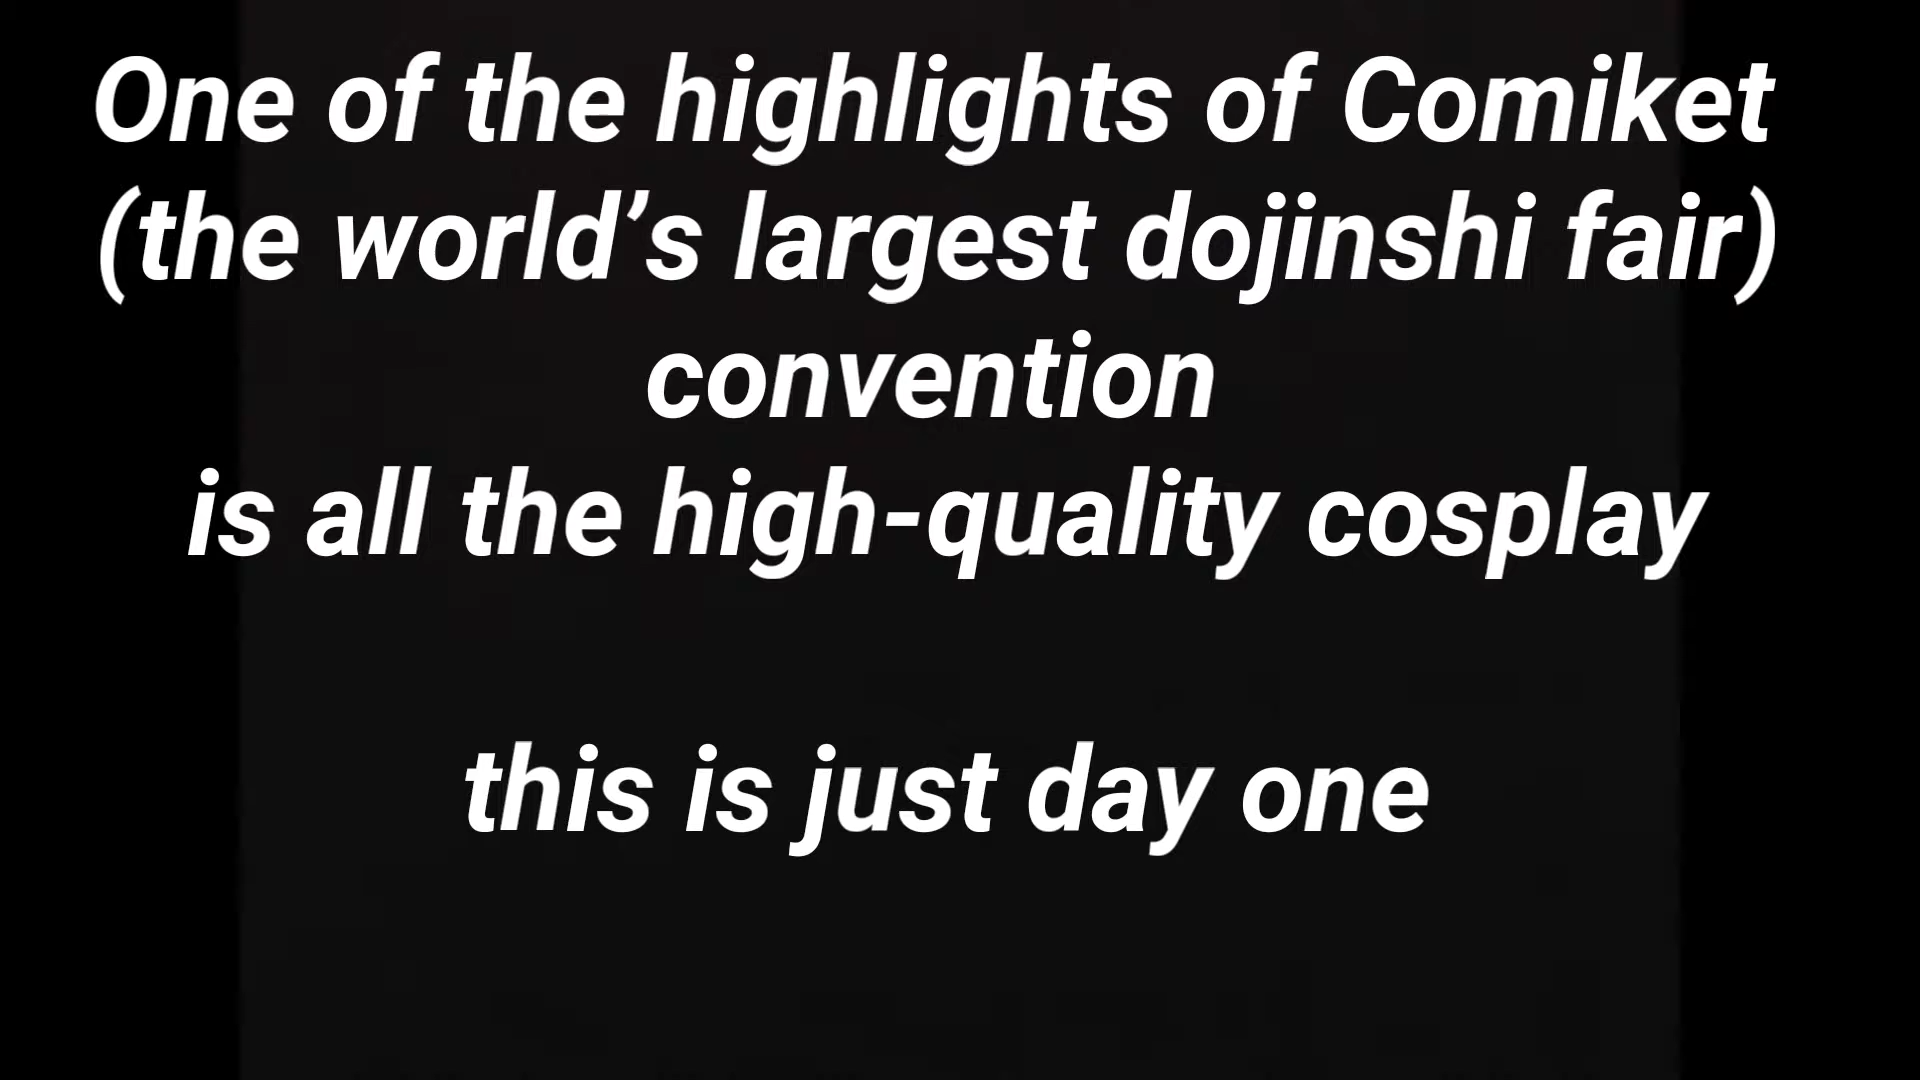 One of the highlights of Comiket
(the world’s largest dojinshi fair)
convention
is all the high-quality cosplay
this is just day one